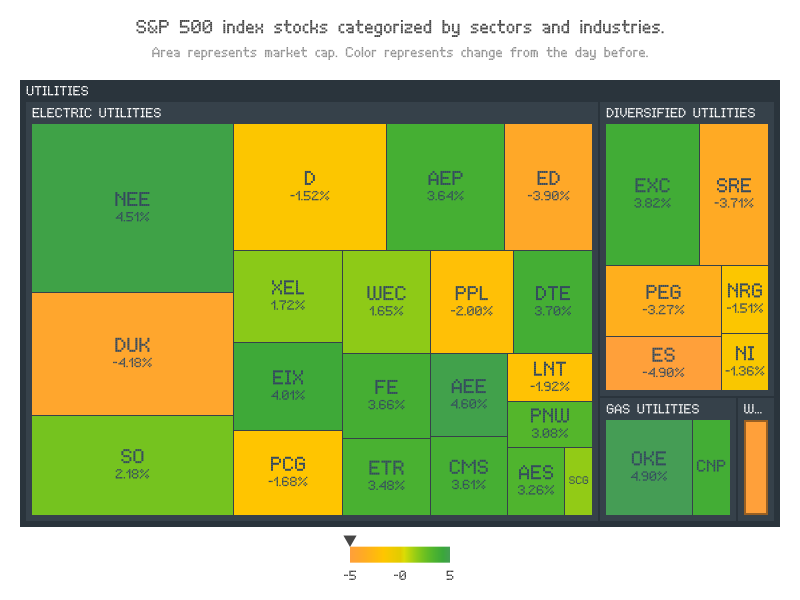 S&P 500 index stocks categorized by sectors and industries.
Area represents market cap. Color represents change from the day before.
UTILITIES
ELECTRIC UTILITIES
NEE
4.51%
DUK
-4.18%
SO
2.18%
D
-1.52%
AEP
3.64%
ED
-3.90%
XEL
1.72%
WEC
1.65%
PPL
-2.00%
DTE
3.70%
EIX
4.01%
FE
3.66%
AEE
4.60%
LNT
-1.92%
PNW
3.08%
PCG
-1.68%
ETR
3.48%
CMS
3.61%
AES
3.26%
SCG
DIVERSIFIED UTILITIES
EXC
3.82%
SRE
-3.71%
PEG
-3.27%
NRG
-1.51%
ES
-4.90%
NI
-1.36%
GAS UTILITIES
OKE
4.90%
CNP
W...
-5
-0
5